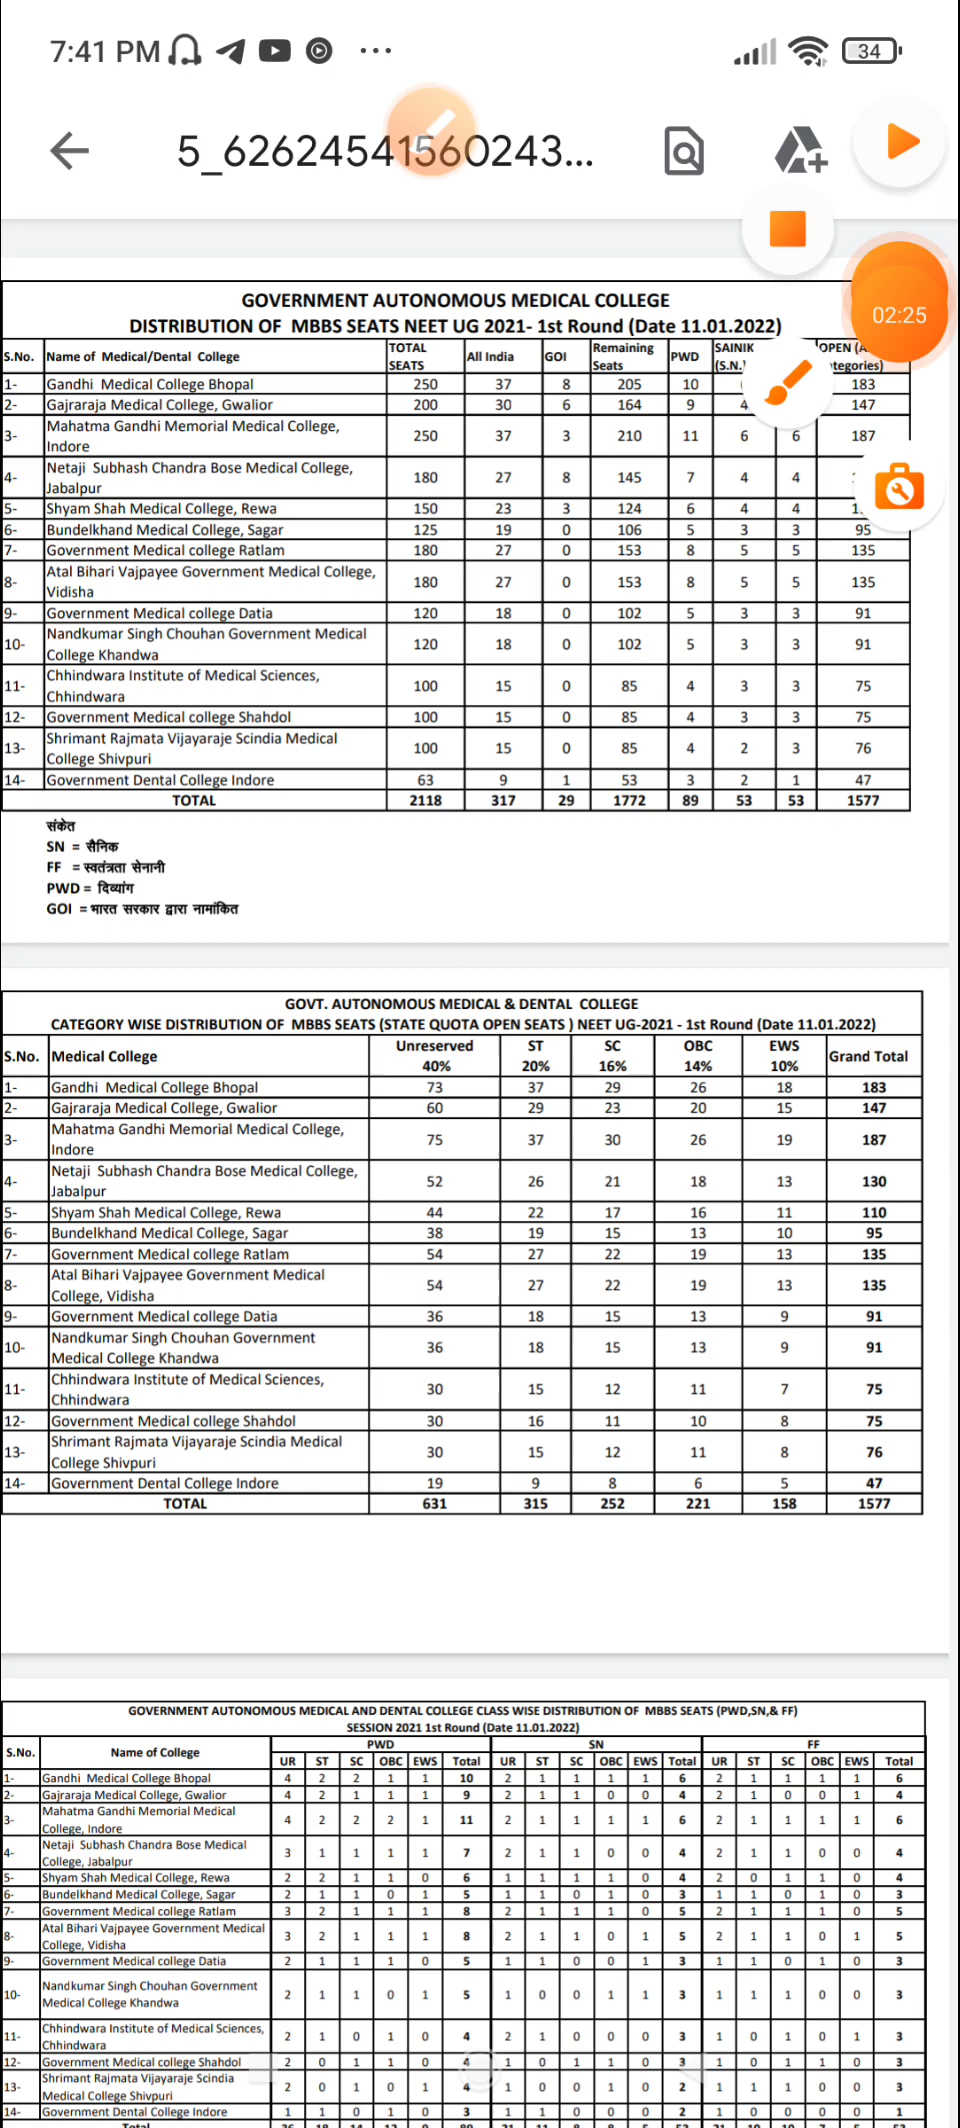 7:41 PM
34
5_62624541560243...
02:25
GOVERNMENT AUTONOMOUS MEDICAL COLLEGE
DISTRIBUTION OF MBBS SEATS NEET UG 2021- 1st Round (Date 11.01.2022)
S.No. Name of Medical/Dental College TOTAL SEATS All India GOI Remaining Seats PWD SAINIK (S.N.) OPEN
1- Gandhi Medical College Bhopal 250 37 8 205 10 183
2- Gajraraja Medical College, Gwalior 200 30 6 164 9 4 147
3- Mahatma Gandhi Memorial Medical College, Indore 250 37 3 210 11 6 6 187
4- Netaji Subhash Chandra Bose Medical College, Jabalpur 180 27 8 145 7 4 4
5- Shyam Shah Medical College, Rewa 150 23 3 124 6 4 4
6- Bundelkhand Medical College, Sagar 125 19 0 106 5 3 3 95
7- Government Medical college Ratlam 180 27 0 153 8 5 5 135
8- Atal Bihari Vajpayee Government Medical College, Vidisha 180 27 0 153 8 5 5 135
9- Government Medical college Datia 120 18 0 102 5 3 3 91
10- Nandkumar Singh Chouhan Government Medical College Khandwa 120 18 0 102 5 3 3 91
11- Chhindwara Institute of Medical Sciences, Chhindwara 100 15 0 85 4 3 3 75
12- Government Medical college Shahdol 100 15 0 85 4 3 3 75
13- Shrimant Rajmata Vijayaraje Scindia Medical College Shivpuri 100 15 0 85 4 2 3 76
14- Government Dental College Indore 63 9 1 53 3 2 1 47
TOTAL 2118 317 29 1772 89 53 53 1577
संकेत
SN = सैनिक
FF = स्वतंत्रता सेनानी
PWD = दिव्यांग
GOI = भारत सरकार द्वारा नामांकित
GOVT. AUTONOMOUS MEDICAL & DENTAL COLLEGE
CATEGORY WISE DISTRIBUTION OF MBBS SEATS (STATE QUOTA OPEN SEATS ) NEET UG-2021 - 1st Round (Date 11.01.2022)
S.No. Medical College Unreserved 40% ST 20% SC 16% OBC 14% EWS 10% Grand Total
1- Gandhi Medical College Bhopal 73 37 29 26 18 183
2- Gajraraja Medical College, Gwalior 60 29 23 20 15 147
3- Mahatma Gandhi Memorial Medical College, Indore 75 37 30 26 19 187
4- Netaji Subhash Chandra Bose Medical College, Jabalpur 52 26 21 18 13 130
5- Shyam Shah Medical College, Rewa 44 22 17 16 11 110
6- Bundelkhand Medical College, Sagar 38 19 15 13 10 95
7- Government Medical college Ratlam 54 27 22 19 13 135
8- Atal Bihari Vajpayee Government Medical College, Vidisha 54 27 22 19 13 135
9- Government Medical college Datia 36 18 15 13 9 91
10- Nandkumar Singh Chouhan Government Medical College Khandwa 36 18 15 13 9 91
11- Chhindwara Institute of Medical Sciences, Chhindwara 30 15 12 11 7 75
12- Government Medical college Shahdol 30 16 11 10 8 75
13- Shrimant Rajmata Vijayaraje Scindia Medical College Shivpuri 30 15 12 11 8 76
14- Government Dental College Indore 19 9 8 6 5 47
TOTAL 631 315 252 221 158 1577
GOVERNMENT AUTONOMOUS MEDICAL AND DENTAL COLLEGE CLASS WISE DISTRIBUTION OF MBBS SEATS (PWD,SN,& FF)
SESSION 2021 1st Round (Date 11.01.2022)
S.No. Name of College PWD SN FF
UR ST SC OBC EWS Total UR ST SC OBC EWS Total UR ST SC OBC EWS Total
1- Gandhi Medical College Bhopal 4 2 2 1 1 10 2 1 1 1 1 6 2 1 1 1 1 6
2- Gajraraja Medical College, Gwalior 4 2 1 1 1 9 2 1 1 0 0 4 2 1 0 0 1 4
3- Mahatma Gandhi Memorial Medical College, Indore 4 2 2 2 1 11 2 1 1 1 1 6 2 1 1 1 1 6
4- Netaji Subhash Chandra Bose Medical College, Jabalpur 3 1 1 1 1 7 2 1 1 0 0 4 2 1 1 0 0 4
5- Shyam Shah Medical College, Rewa 2 2 1 1 0 6 1 1 1 1 0 4 2 0 1 1 0 4
6- Bundelkhand Medical College, Sagar 2 1 1 0 1 5 1 1 0 1 0 3 1 1 0 1 0 3
7- Government Medical college Ratlam 3 2 1 1 1 8 2 1 1 1 0 5 2 1 1 1 0 5
8- Atal Bihari Vajpayee Government Medical College, Vidisha 3 2 1 1 1 8 2 1 1 0 1 5 2 1 1 0 1 5
9- Government Medical college Datia 2 1 1 1 0 5 1 1 0 0 1 3 1 1 0 1 0 3
10- Nandkumar Singh Chouhan Government Medical College Khandwa 2 1 1 0 1 5 1 0 0 1 1 3 1 1 1 0 0 3
11- Chhindwara Institute of Medical Sciences, Chhindwara 2 1 0 1 0 4 2 1 0 0 0 3 1 0 1 0 1 3
12- Government Medical college Shahdol 2 0 1 1 0 4 1 0 1 1 0 3 1 0 1 1 0 3
13- Shrimant Rajmata Vijayaraje Scindia Medical College Shivpuri 2 0 1 0 1 4 1 0 0 1 0 2 1 1 1 0 0 3
14- Government Dental College Indore 1 1 0 1 0 3 1 1 0 0 0 2 1 0 0 0 0 1